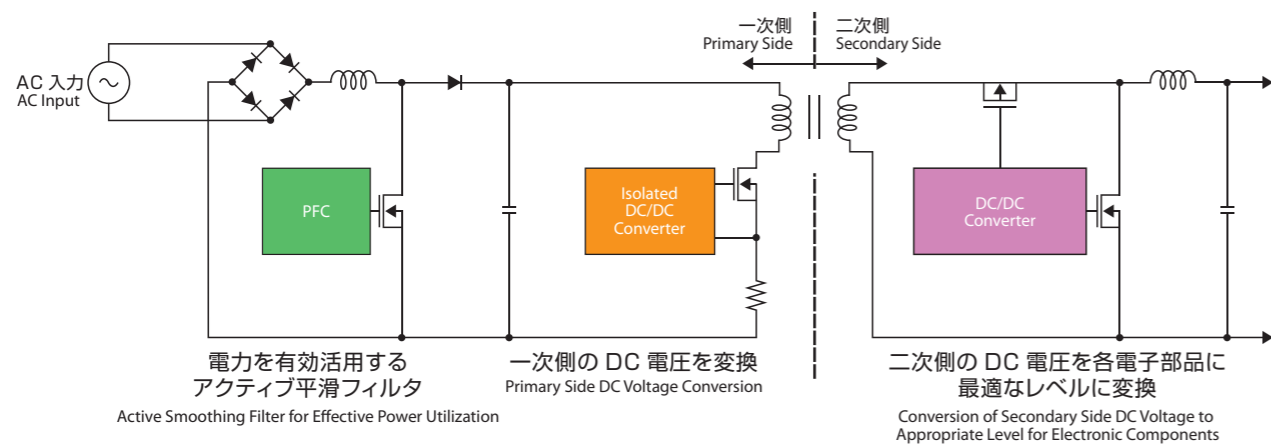 一次側
Primary Side
二次側
Secondary Side
AC 入力
AC Input
PFC
Isolated
DC/DC
Converter
DC/DC
Converter
電力を有効活用する
アクティブ平滑フィルタ
Active Smoothing Filter for Effective Power Utilization
一次側の DC 電圧を変換
Primary Side DC Voltage Conversion
二次側の DC 電圧を各電子部品に
最適なレベルに変換
Conversion of Secondary Side DC Voltage to
Appropriate Level for Electronic Components